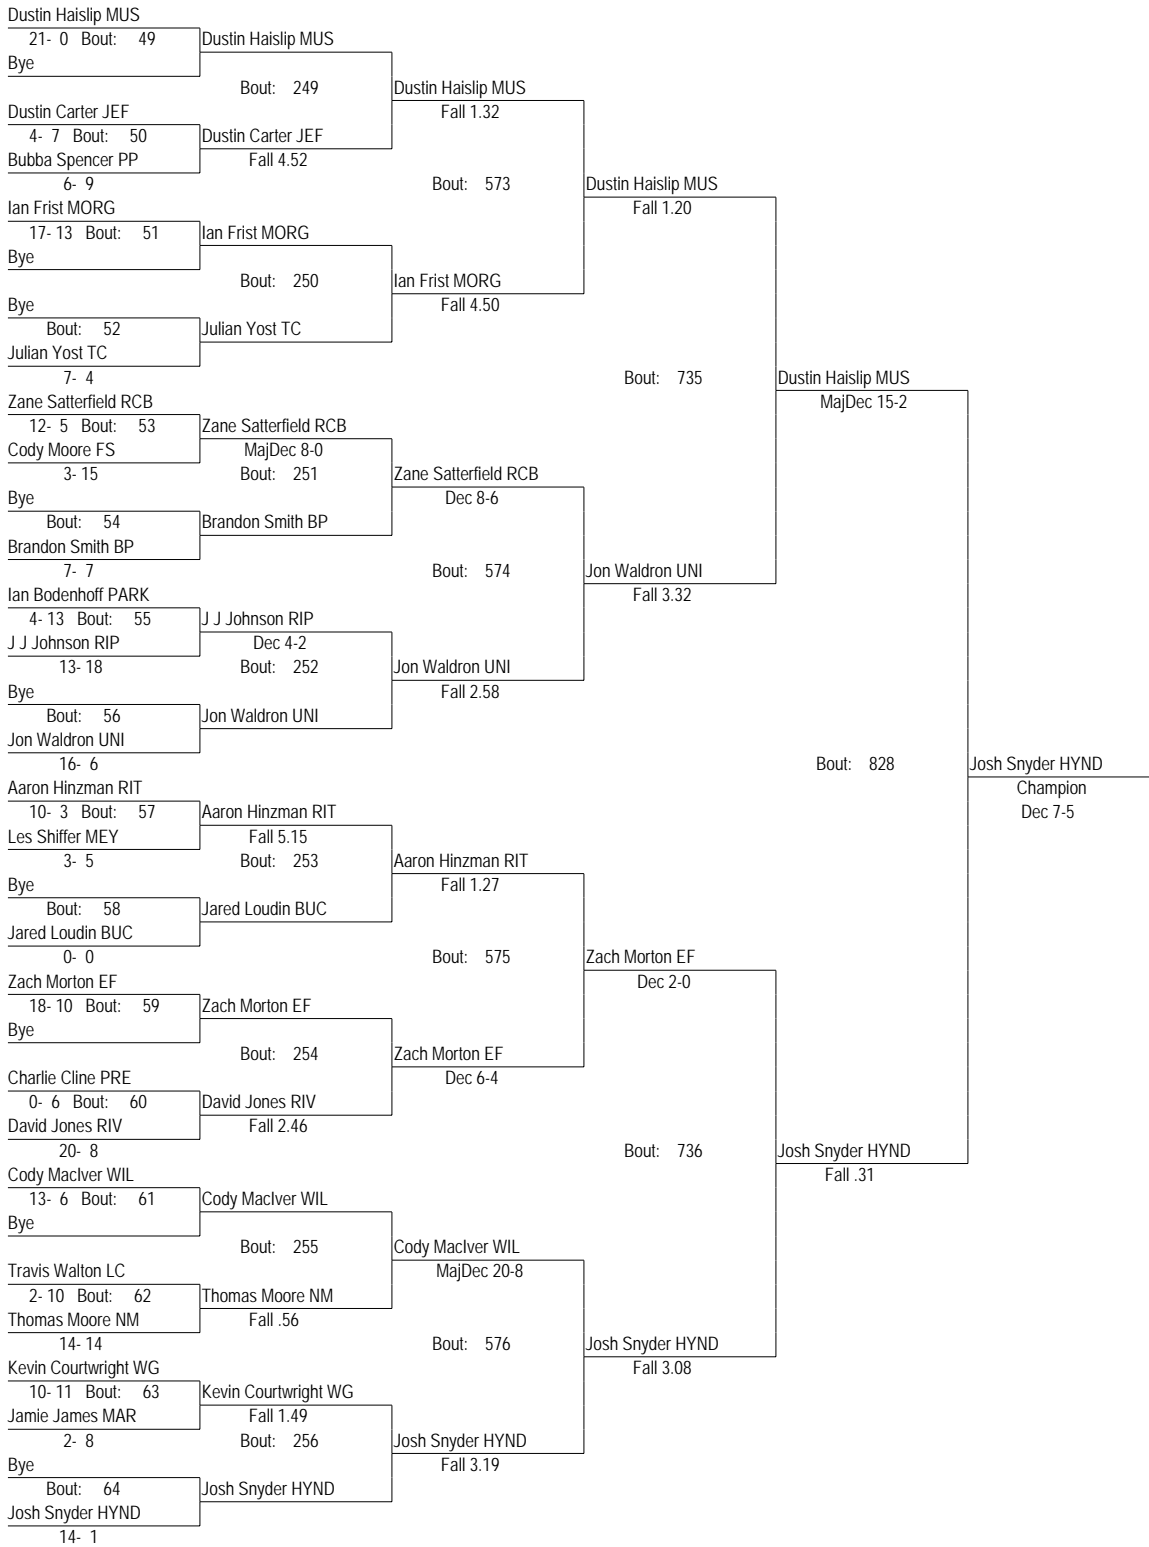 Dustin Haislip MUS
21- 0 Bout: 49 Dustin Haislip MUS
Bye
Bout: 249 Dustin Haislip MUS
Dustin Carter JEF Fall 1.32
4- 7 Bout: 50 Dustin Carter JEF
Bubba Spencer PP Fall 4.52
6- 9 Bout: 573 Dustin Haislip MUS
Ian Frist MORG Fall 1.20
17- 13 Bout: 51 Ian Frist MORG
Bye
Bout: 250 Ian Frist MORG
Bye Fall 4.50
Bout: 52 Julian Yost TC
Julian Yost TC
7- 4 Bout: 735 Dustin Haislip MUS
Zane Satterfield RCB MajDec 15-2
12- 5 Bout: 53 Zane Satterfield RCB
Cody Moore FS MajDec 8-0
3- 15 Bout: 251 Zane Satterfield RCB
Bye Dec 8-6
Bout: 54 Brandon Smith BP
Brandon Smith BP
7- 7 Bout: 574 Jon Waldron UNI
Ian Bodenhoff PARK Fall 3.32
4- 13 Bout: 55 J J Johnson RIP
J J Johnson RIP Dec 4-2
13- 18 Bout: 252 Jon Waldron UNI
Bye Fall 2.58
Bout: 56 Jon Waldron UNI
Jon Waldron UNI
16- 6 Bout: 828 Josh Snyder HYND
Aaron Hinzman RIT Champion
10- 3 Bout: 57 Aaron Hinzman RIT Dec 7-5
Les Shiffer MEY Fall 5.15
3- 5 Bout: 253 Aaron Hinzman RIT
Bye Fall 1.27
Bout: 58 Jared Loudin BUC
Jared Loudin BUC
0- 0 Bout: 575 Zach Morton EF
Zach Morton EF Dec 2-0
18- 10 Bout: 59 Zach Morton EF
Bye
Bout: 254 Zach Morton EF
Charlie Cline PRE Dec 6-4
0- 6 Bout: 60 David Jones RIV
David Jones RIV Fall 2.46
20- 8 Bout: 736 Josh Snyder HYND
Cody MacIver WIL Fall .31
13- 6 Bout: 61 Cody MacIver WIL
Bye
Bout: 255 Cody MacIver WIL
Travis Walton LC MajDec 20-8
2- 10 Bout: 62 Thomas Moore NM
Thomas Moore NM Fall .56
14- 14 Bout: 576 Josh Snyder HYND
Kevin Courtwright WG Fall 3.08
10- 11 Bout: 63 Kevin Courtwright WG
Jamie James MAR Fall 1.49
2- 8 Bout: 256 Josh Snyder HYND
Bye Fall 3.19
Bout: 64 Josh Snyder HYND
Josh Snyder HYND
14- 1